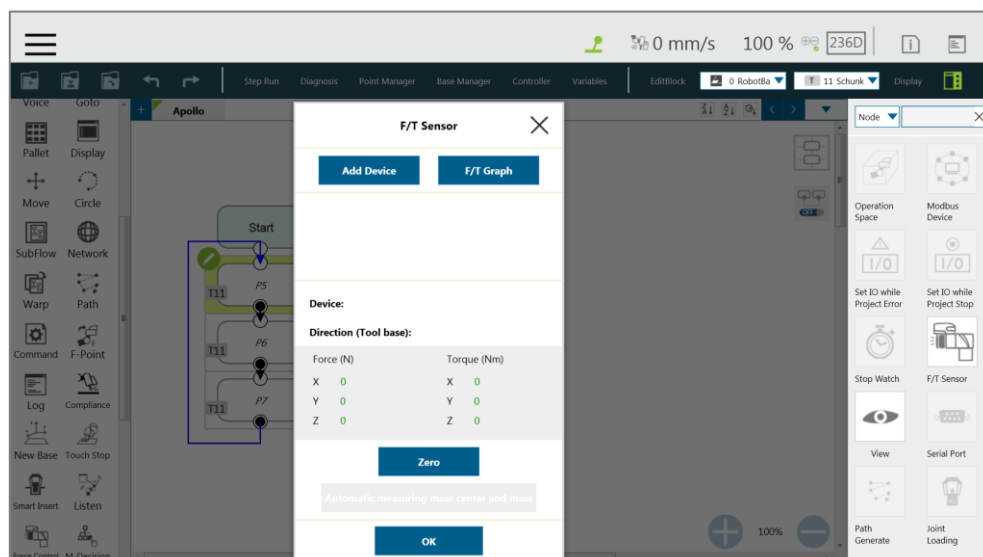 0 mm/s 100 % 236D
Step Run Diagnosis Point Manager Base Manager Controller Variables EditBlock 0 RobotBa T 11 Schunk Display
Voice Goto
Pallet Display
Move Circle
SubFlow Network
Warp Path
Command F-Point
Log Compliance
New Base Touch Stop
Smart Insert Listen
Force Control M-Decision
+ Apollo
Start
T11 P5
T11 P6
T11 P7
F/T Sensor
Add Device F/T Graph
Device:
Direction (Tool base):
Force (N) Torque (Nm)
X 0 X 0
Y 0 Y 0
Z 0 Z 0
Zero
Automatic measuring mass center and mass
OK
OFF
100%
Node
Operation Space
Modbus Device
I/O I/O
Set IO while Project Error
Set IO while Project Stop
Stop Watch F/T Sensor
View Serial Port
Path Generate
Joint Loading